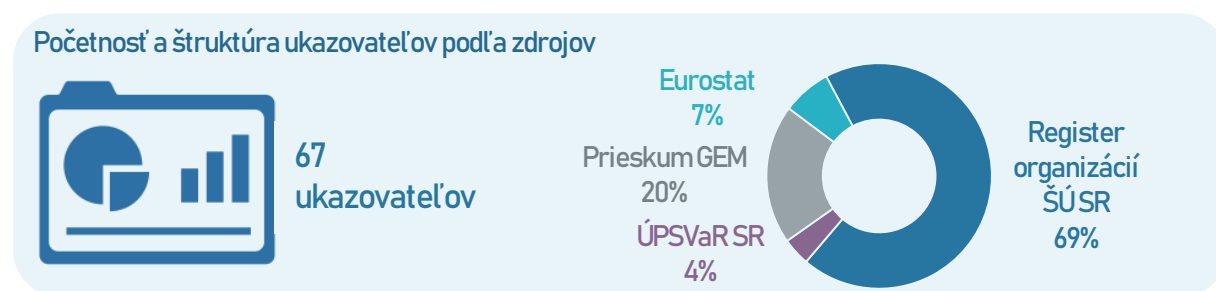 Početnosť a štruktúra ukazovateľov podľa zdrojov
67
ukazovateľov
Eurostat
7%
Prieskum GEM
20%
ÚPSVaR SR
4%
Register
organizácií
ŠÚ SR
69%